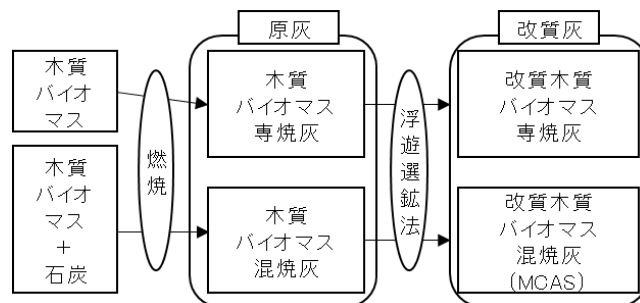 原灰
改質灰
木質
バイオ
マス
木質
バイオ
マス
+
石炭
燃焼
木質
バイオマス
専焼灰
木質
バイオマス
混焼灰
浮遊選鉱法
改質木質
バイオマス
専焼灰
改質木質
バイオマス
混焼灰
(MCAS)